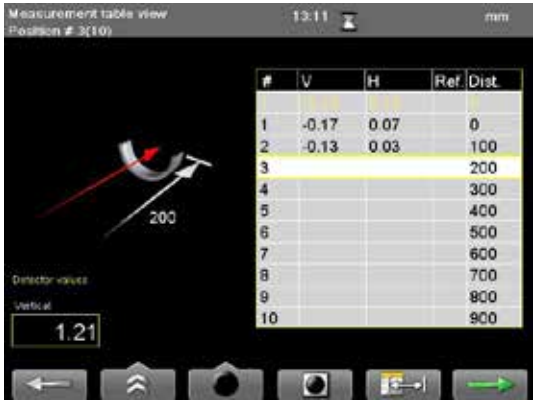 Measurement table view 13:11 mm
Position # 3(10)
# V H Ref. Dist.
1 -0.17 0.07 0
2 -0.13 0.03 100
3 200
4 300
5 400
6 500
7 600
8 700
9 800
10 900
200
Detector values
Vertical
1.21